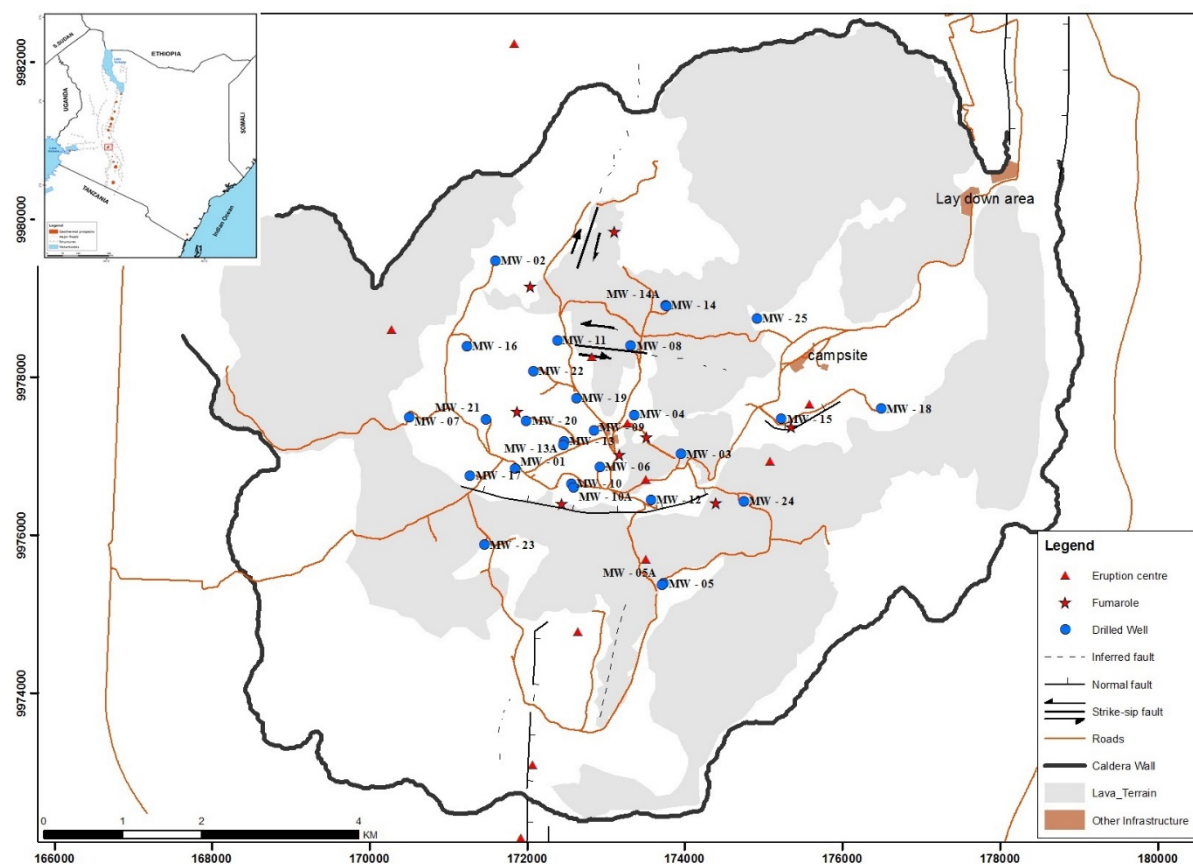 S.SUDAN
ETHIOPIA
UGANDA
SOMALI
TANZANIA
Indian Ocean
Legend
9982000
9980000
9978000
9976000
9974000
Lay down area
MW - 02
MW - 14A
MW - 14
MW - 25
MW - 16
MW - 11
MW - 08
campsite
MW - 22
MW - 19
MW - 21
MW - 07
MW - 20
MW - 04
MW - 18
MW - 15
MW - 09
MW - 13A
MW - 13
MW - 01
MW - 03
MW - 17
MW - 06
MW - 10
MW - 10A
MW - 12
MW - 24
MW - 23
MW - 05A
MW - 05
Legend
Eruption centre
Fumarole
Drilled Well
Inferred fault
Normal fault
Strike-sip fault
Roads
Caldera Wall
Lava_Terrain
Other Infrastructure
0 1 2 4
KM
166000 168000 170000 172000 174000 176000 178000 180000